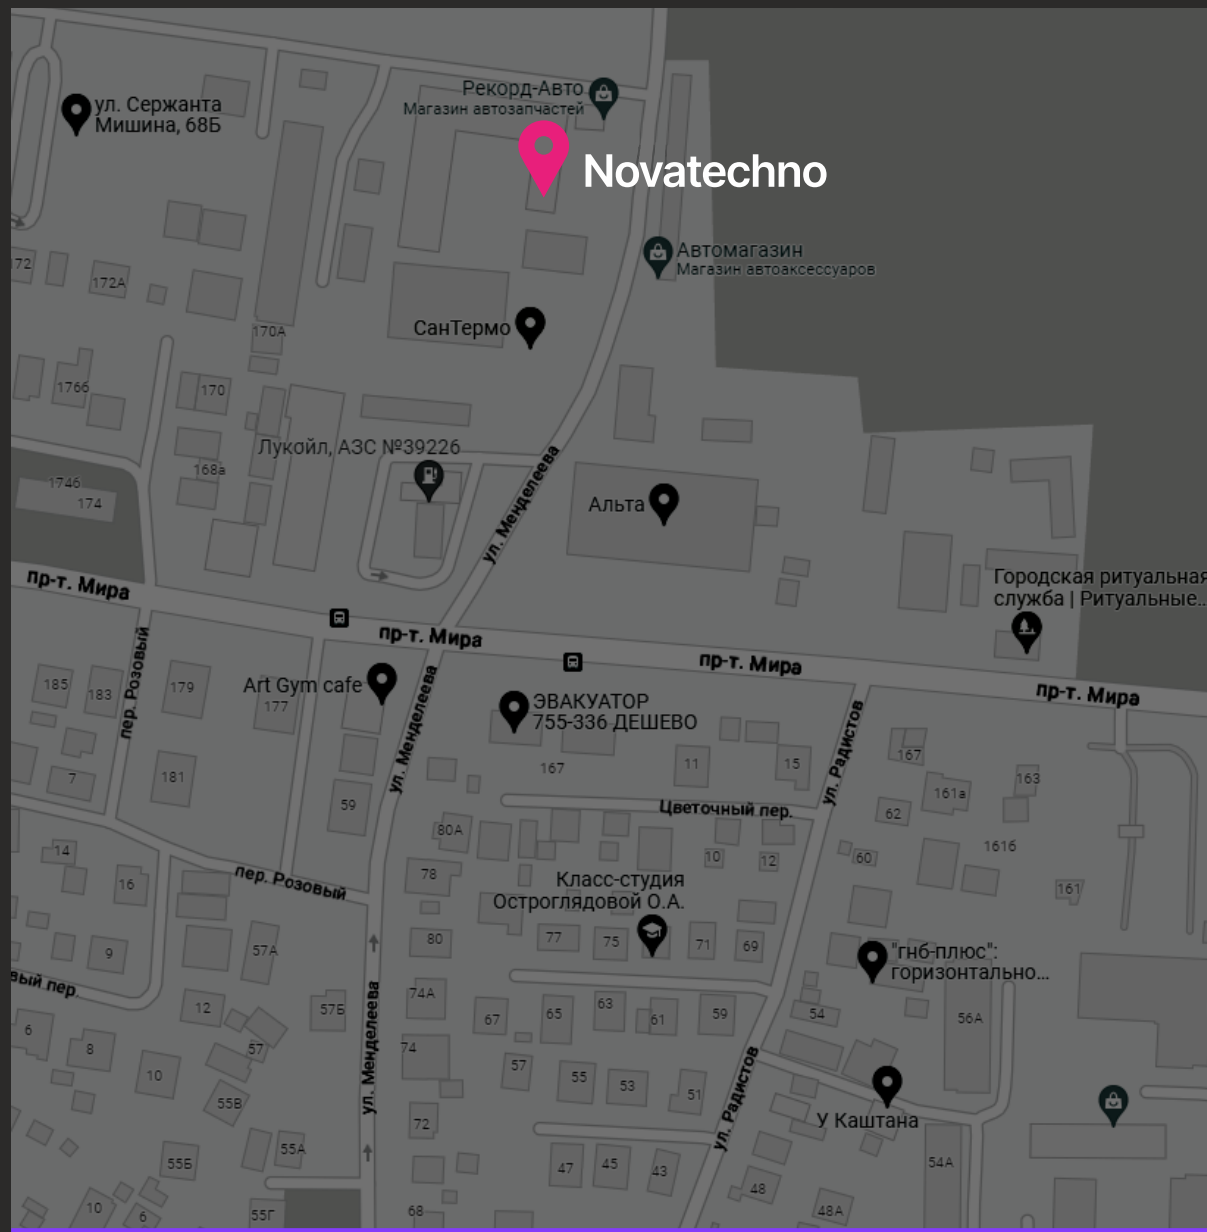 Рекорд-Авто
Магазин автозапчастей
ул. Сержанта
Мишина, 68Б
Novatechno
Автомагазин
Магазин автоаксессуаров
172
172А
СанТермо
170А
176б
170
Лукойл, АЗС №39226
168а
174б
174
ул. Менделеева
Альта
пр-т. Мира
Городская ритуальная
служба | Ритуальные...
пр-т. Мира
пр-т. Мира
пр-т. Мира
пер. Розовый
185
183
179
177
Art Gym cafe
ул. Менделеева
ЭВАКУАТОР
755-336 ДЕШЕВО
ул. Радистов
167
167
11
15
7
181
163
161а
59
Цветочный пер.
62
80А
161б
14
10
12
60
78
16
пер. Розовый
Класс-студия
Остроглядовой О.А.
161
57А
80
77
75
71
69
9
"гнб-плюс":
горизонтально...
вый пер.
74А
12
57Б
67
65
63
61
59
54
56А
6
8
57
74
ул. Менделеева
10
57
55
53
51
ул. Радистов
55В
72
У Каштана
55А
55Б
47
45
43
54А
48
10
6
55Г
68
48А